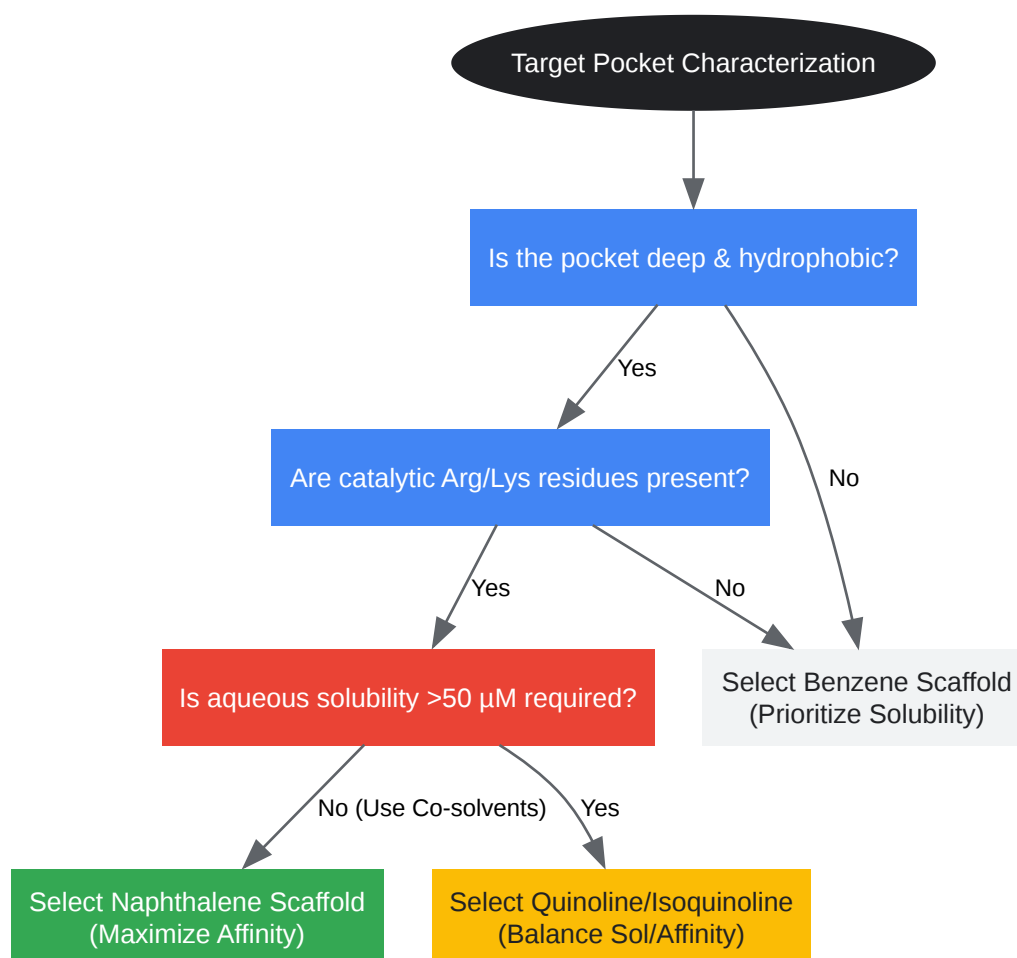 Target Pocket Characterization
Is the pocket deep & hydrophobic?
Yes
Are catalytic Arg/Lys residues present?
No
Yes
No
Is aqueous solubility >50 µM required?
Select Benzene Scaffold
(Prioritize Solubility)
No (Use Co-solvents)
Yes
Select Naphthalene Scaffold
(Maximize Affinity)
Select Quinoline/Isoquinoline
(Balance Sol/Affinity)